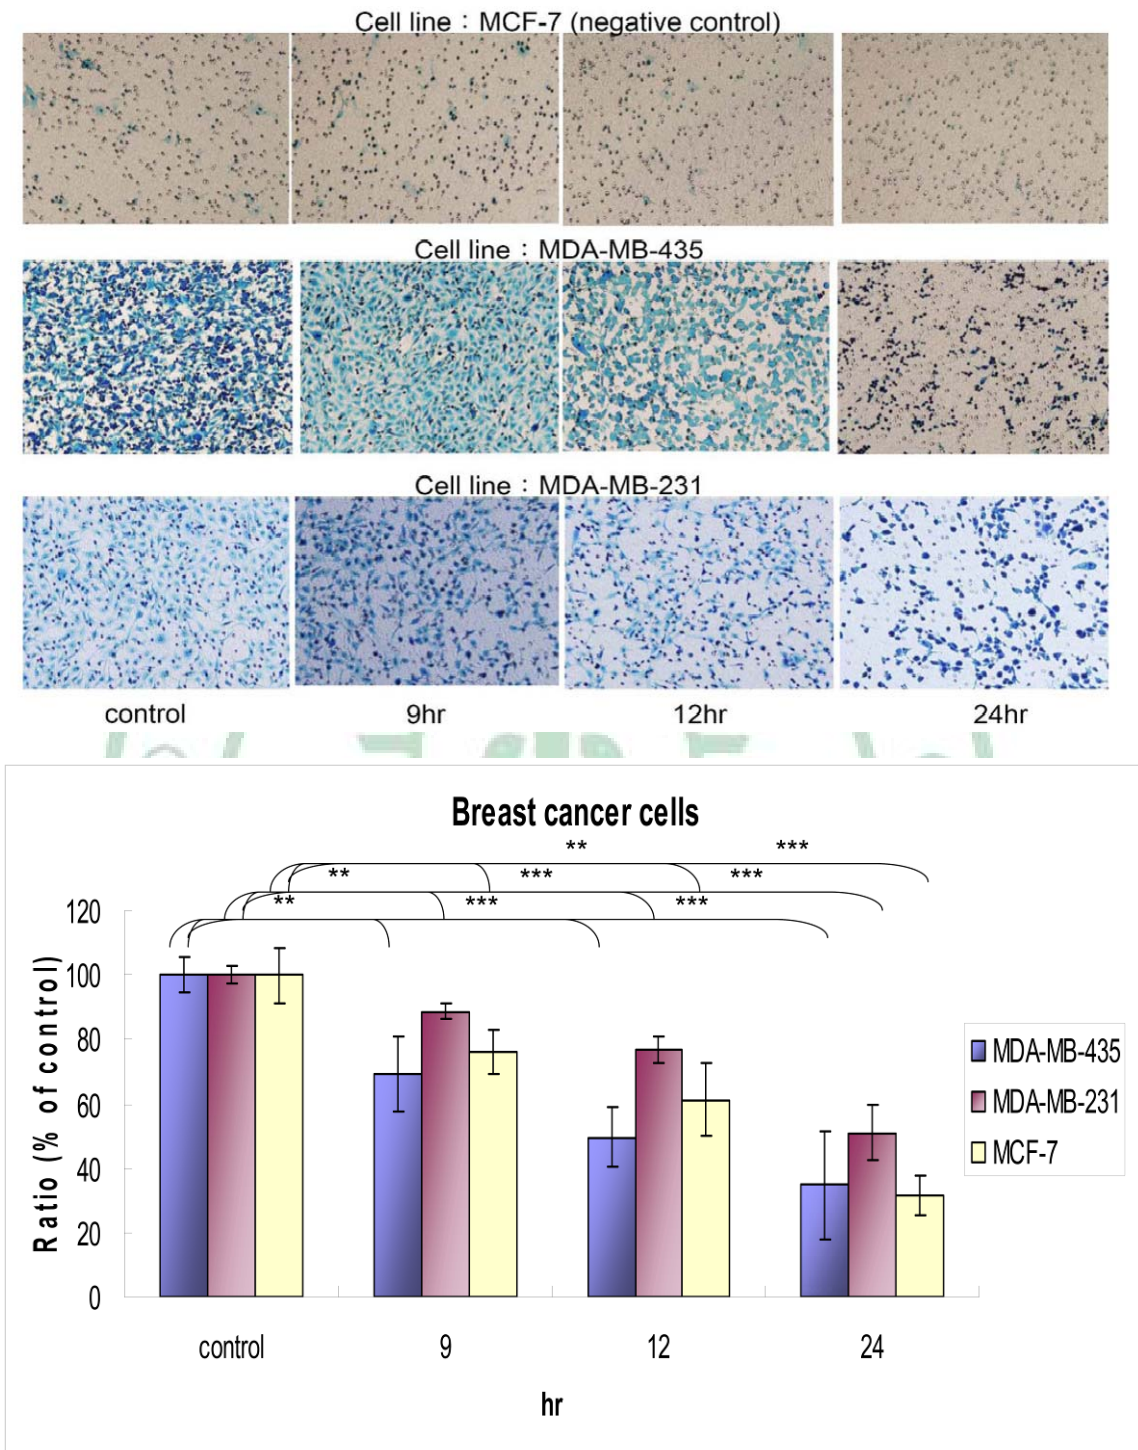 Cell line：MCF-7 (negative control)
Cell line：MDA-MB-435
Cell line：MDA-MB-231
control 9hr 12hr 24hr
Breast cancer cells
** ***
** *** ***
** *** ***
Ratio (% of control)
120
100
80
60
40
20
0
MDA-MB-435
MDA-MB-231
MCF-7
control 9 12 24
hr